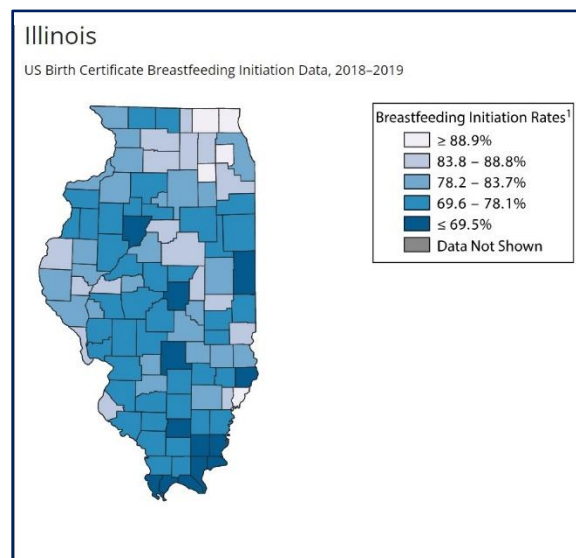 Illinois
US Birth Certificate Breastfeeding Initiation Data, 2018–2019
Breastfeeding Initiation Rates¹
≥ 88.9%
83.8 – 88.8%
78.2 – 83.7%
69.6 – 78.1%
≤ 69.5%
Data Not Shown